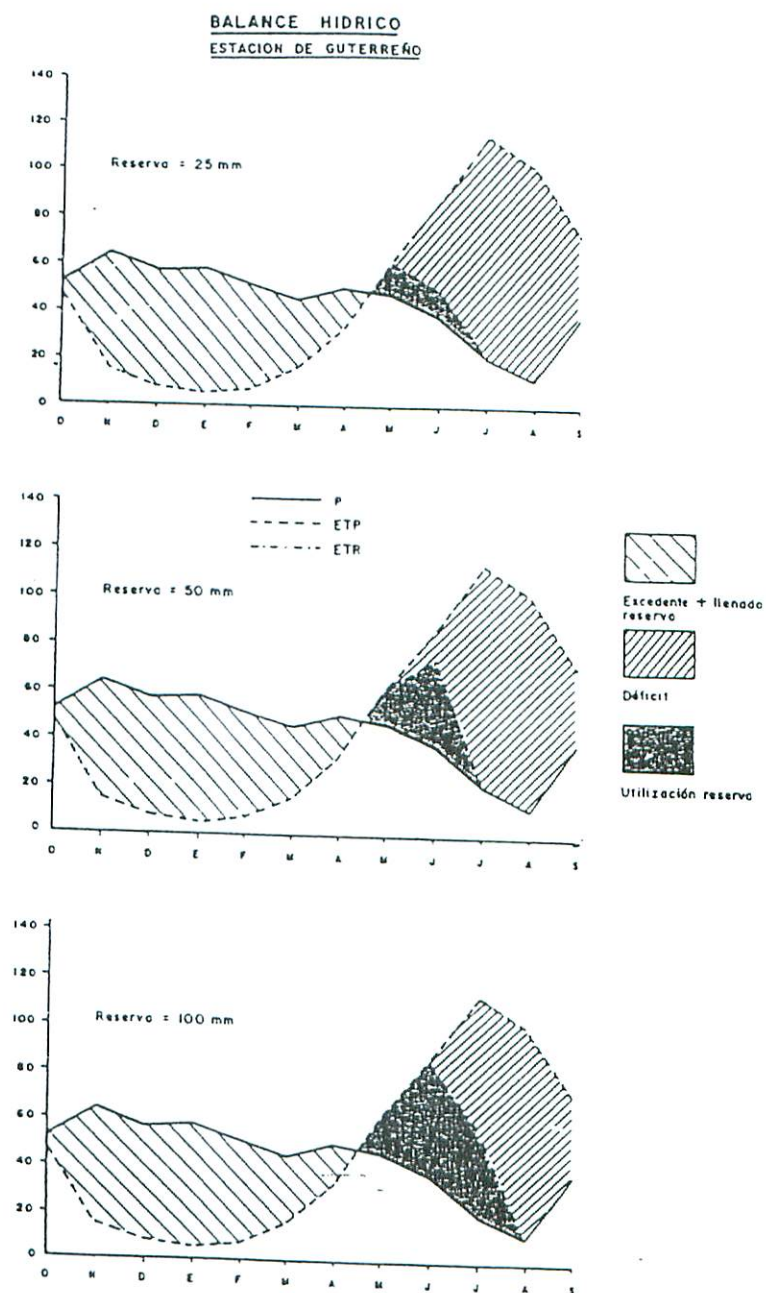 BALANCE HIDRICO
ESTACION DE GUTERREÑO
140
120
100
80
60
40
20
0
Reserva = 25 mm
O N D E F M A M J J A S
140
120
100
80
60
40
20
0
P
ETP
ETR
Reserva = 50 mm
O N D E F M A M J J A S
Excedente + llenado
reserva
Déficit
Utilización reserva
140
120
100
80
60
40
20
0
Reserva = 100 mm
O N D E F M A M J J A S